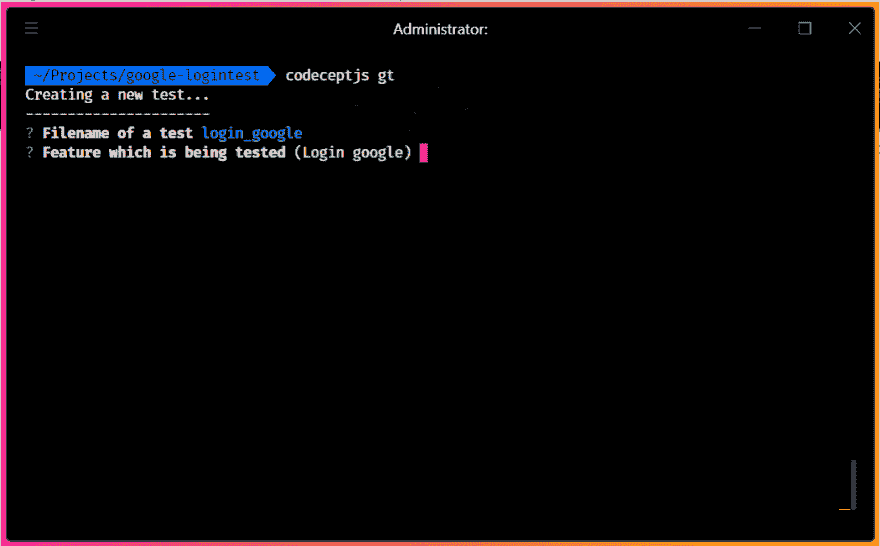 Administrator:
~/Projects/google-logintest codeceptjs gt
Creating a new test...
----------------------
? Filename of a test login_google
? Feature which is being tested (Login google)